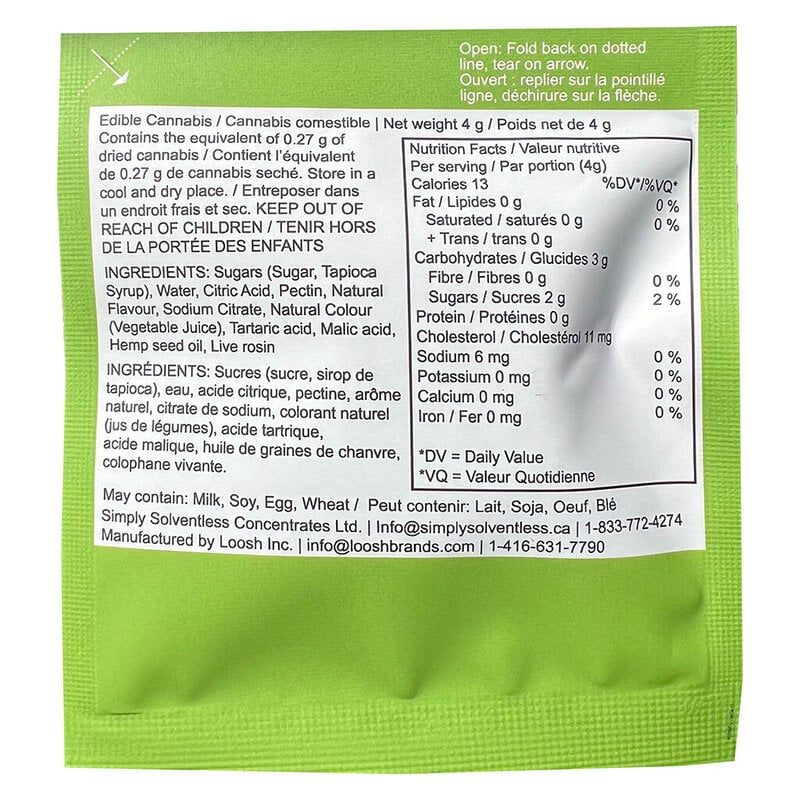 Open: Fold back on dotted
line, tear on arrow.
Ouvert : replier sur la pointillé
ligne, déchirure sur la flèche.
Edible Cannabis / Cannabis comestible | Net weight 4 g / Poids net de 4 g
Contains the equivalent of 0.27 g of
dried cannabis / Contient l'équivalent
de 0.27 g de cannabis seché. Store in a
cool and dry place. / Entreposer dans
un endroit frais et sec. KEEP OUT OF
REACH OF CHILDREN / TENIR HORS
DE LA PORTÉE DES ENFANTS
INGREDIENTS: Sugars (Sugar, Tapioca
Syrup), Water, Citric Acid, Pectin, Natural
Flavour, Sodium Citrate, Natural Colour
(Vegetable Juice), Tartaric acid, Malic acid,
Hemp seed oil, Live rosin
INGRÉDIENTS: Sucres (sucre, sirop de
tapioca), eau, acide citrique, pectine, arôme
naturel, citrate de sodium, colorant naturel
(jus de légumes), acide tartrique,
acide malique, huile de graines de chanvre,
colophane vivante.
Nutrition Facts / Valeur nutritive
Per serving / Par portion (4g)
Calories 13 %DV*/%VQ*
Fat / Lipides 0 g 0 %
Saturated / saturés 0 g 0 %
+ Trans / trans 0 g
Carbohydrates / Glucides 3 g
Fibre / Fibres 0 g 0 %
Sugars / Sucres 2 g 2 %
Protein / Protéines 0 g
Cholesterol / Cholestérol 11 mg
Sodium 6 mg 0 %
Potassium 0 mg 0 %
Calcium 0 mg 0 %
Iron / Fer 0 mg 0 %
*DV = Daily Value
*VQ = Valeur Quotidienne
May contain: Milk, Soy, Egg, Wheat / Peut contenir: Lait, Soja, Oeuf, Blé
Simply Solventless Concentrates Ltd. | Info@simplysolventless.ca | 1-833-772-4274
Manufactured by Loosh Inc. | info@looshbrands.com | 1-416-631-7790